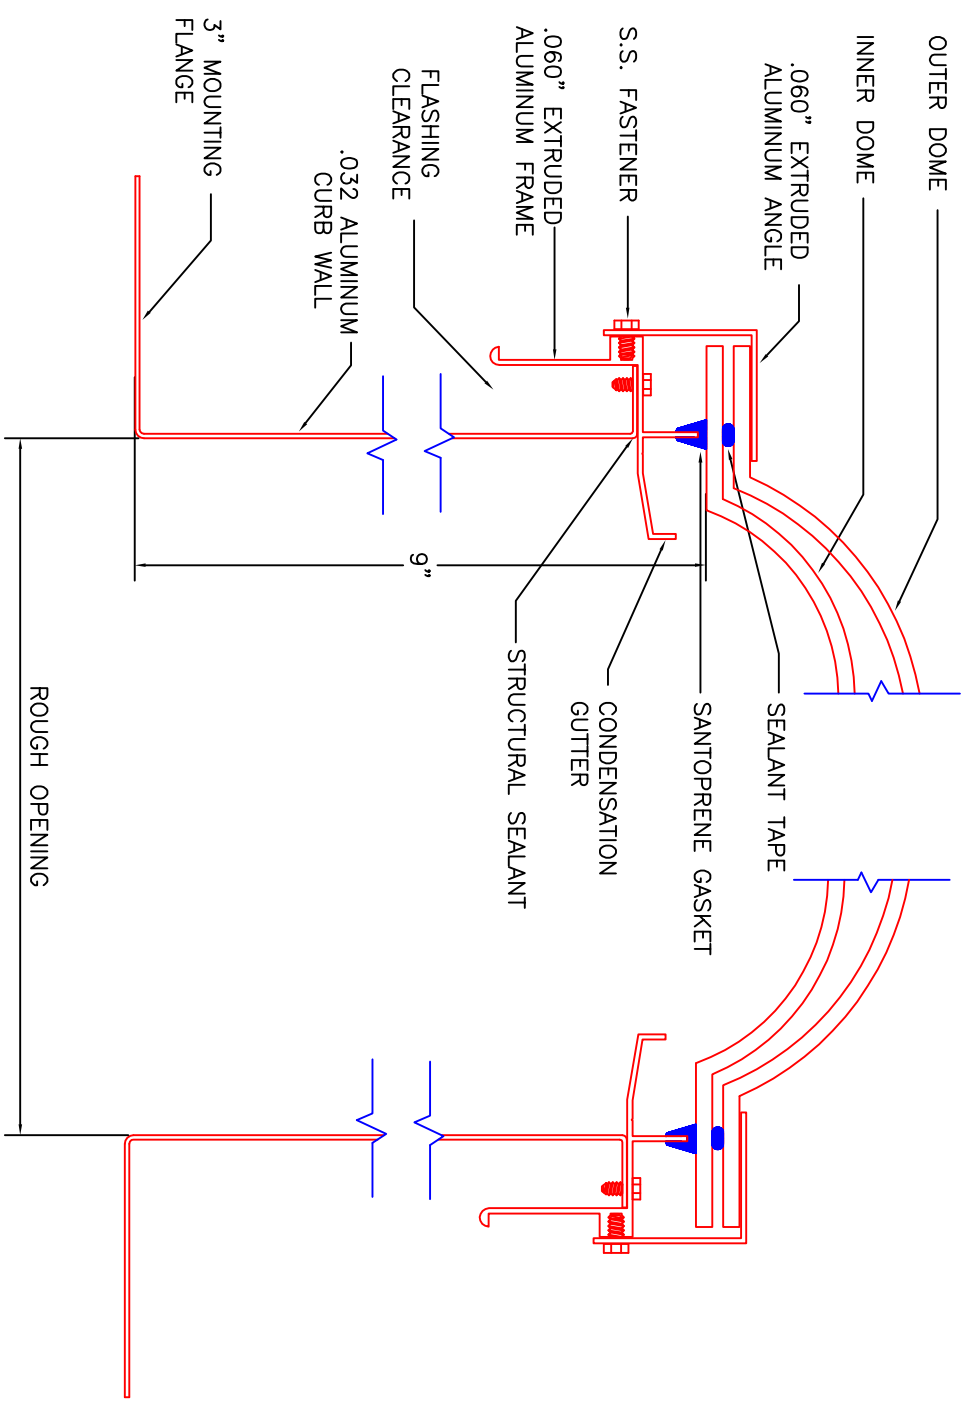 OUTER DOME
INNER DOME
.060" EXTRUDED
ALUMINUM ANGLE
S.S. FASTENER
.060" EXTRUDED
ALUMINUM FRAME
FLASHING
CLEARANCE
.032 ALUMINUM
CURB WALL
3" MOUNTING
FLANGE
9"
SEALANT TAPE
SANTOPRENE GASKET
CONDENSATION
GUTTER
STRUCTURAL SEALANT
ROUGH OPENING